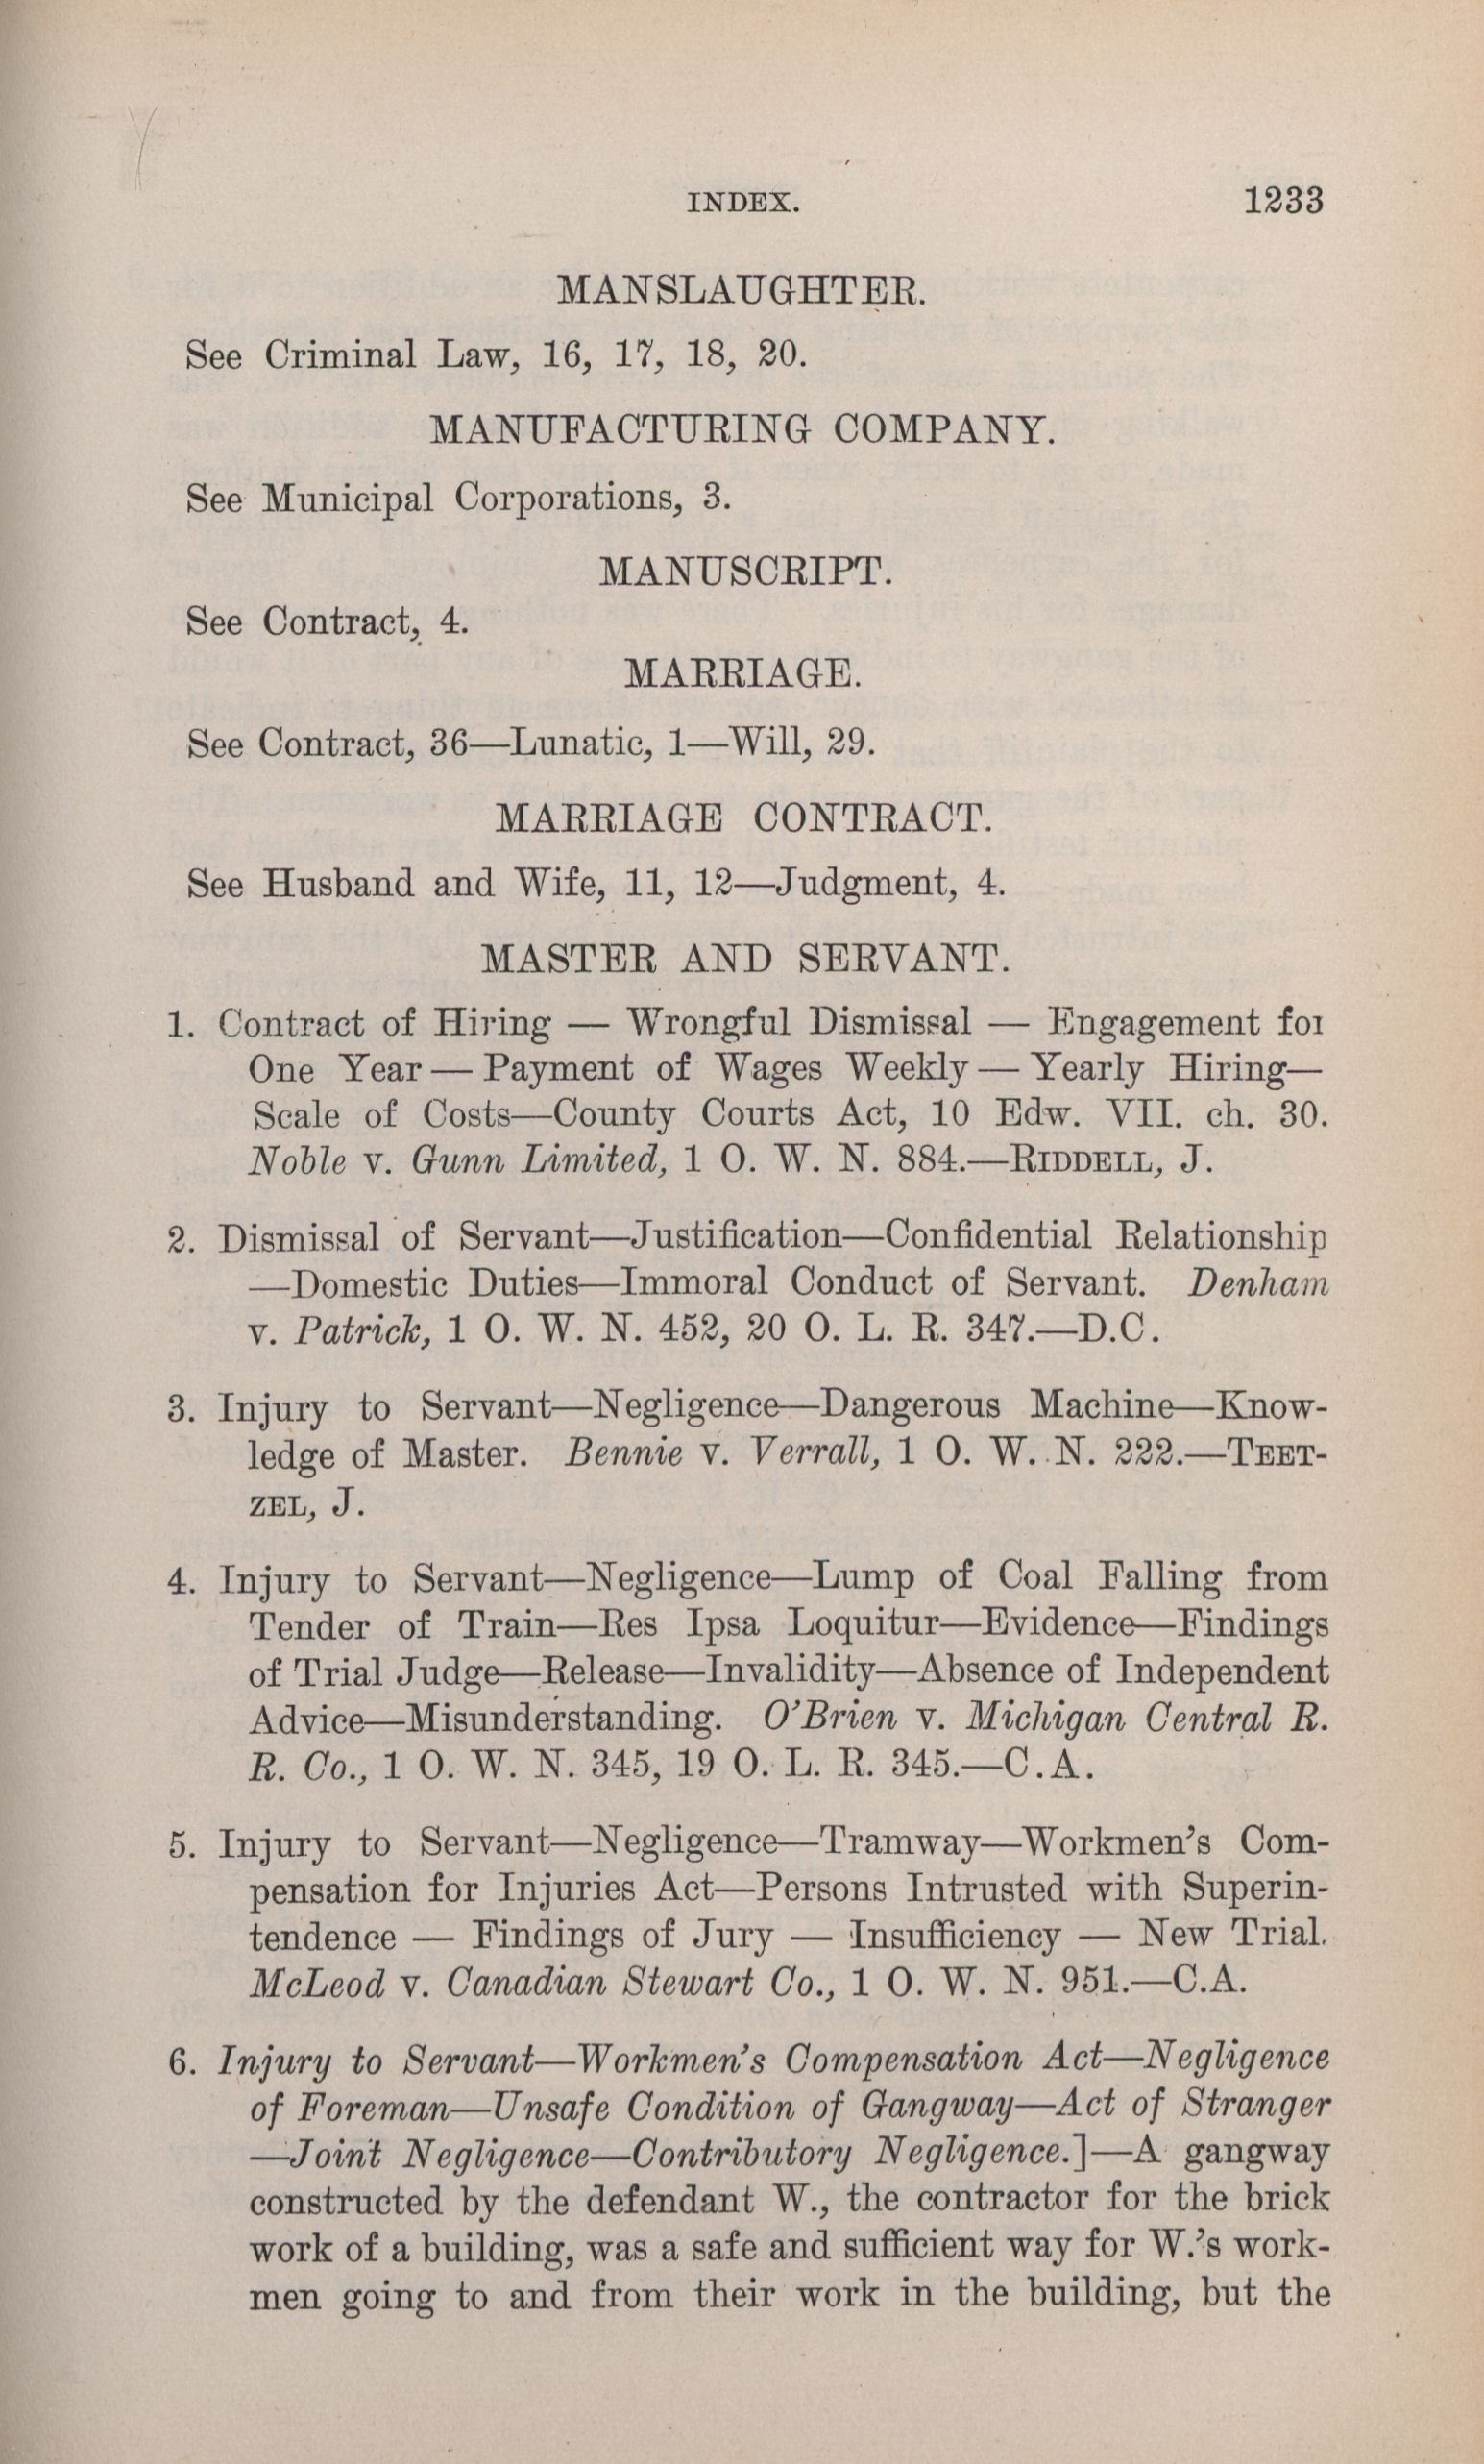 INDEX. 1233
MANSLAUGHTER.
See Criminal Law, 16, 17, 18, 20.
MANUFACTURING COMPANY.
See Municipal Corporations, 3.
MANUSCRIPT.
See Contract, 4.
MARRIAGE.
See Contract, 36—Lunatic, 1—Will, 29.
MARRIAGE CONTRACT.
See Husband and Wife, 11, 12—Judgment, 4.
MASTER AND SERVANT.
1. Contract of Hiring — Wrongful Dismissal — Engagement for
One Year — Payment of Wages Weekly — Yearly Hiring—
Scale of Costs—County Courts Act, 10 Edw. VII. ch. 30.
Noble v. Gunn Limited, 1 O. W. N. 884.—RIDDELL, J.
2. Dismissal of Servant—Justification—Confidential Relationship
—Domestic Duties—Immoral Conduct of Servant. Denham
v. Patrick, 1 O. W. N. 452, 20 O. L. R. 347.—D.C.
3. Injury to Servant—Negligence—Dangerous Machine—Know-
ledge of Master. Bennie v. Verrall, 1 O. W. N. 222.—TEET-
ZEL, J.
4. Injury to Servant—Negligence—Lump of Coal Falling from
Tender of Train—Res Ipsa Loquitur—Evidence—Findings
of Trial Judge—Release—Invalidity—Absence of Independent
Advice—Misunderstanding. O'Brien v. Michigan Central R.
R. Co., 1 O. W. N. 345, 19 O. L. R. 345.—C.A.
5. Injury to Servant—Negligence—Tramway—Workmen's Com-
pensation for Injuries Act—Persons Intrusted with Superin-
tendence — Findings of Jury — Insufficiency — New Trial.
McLeod v. Canadian Stewart Co., 1 O. W. N. 951.—C.A.
6. Injury to Servant—Workmen's Compensation Act—Negligence
of Foreman—Unsafe Condition of Gangway—Act of Stranger
—Joint Negligence—Contributory Negligence.]—A gangway
constructed by the defendant W., the contractor for the brick
work of a building, was a safe and sufficient way for W.'s work-
men going to and from their work in the building, but the